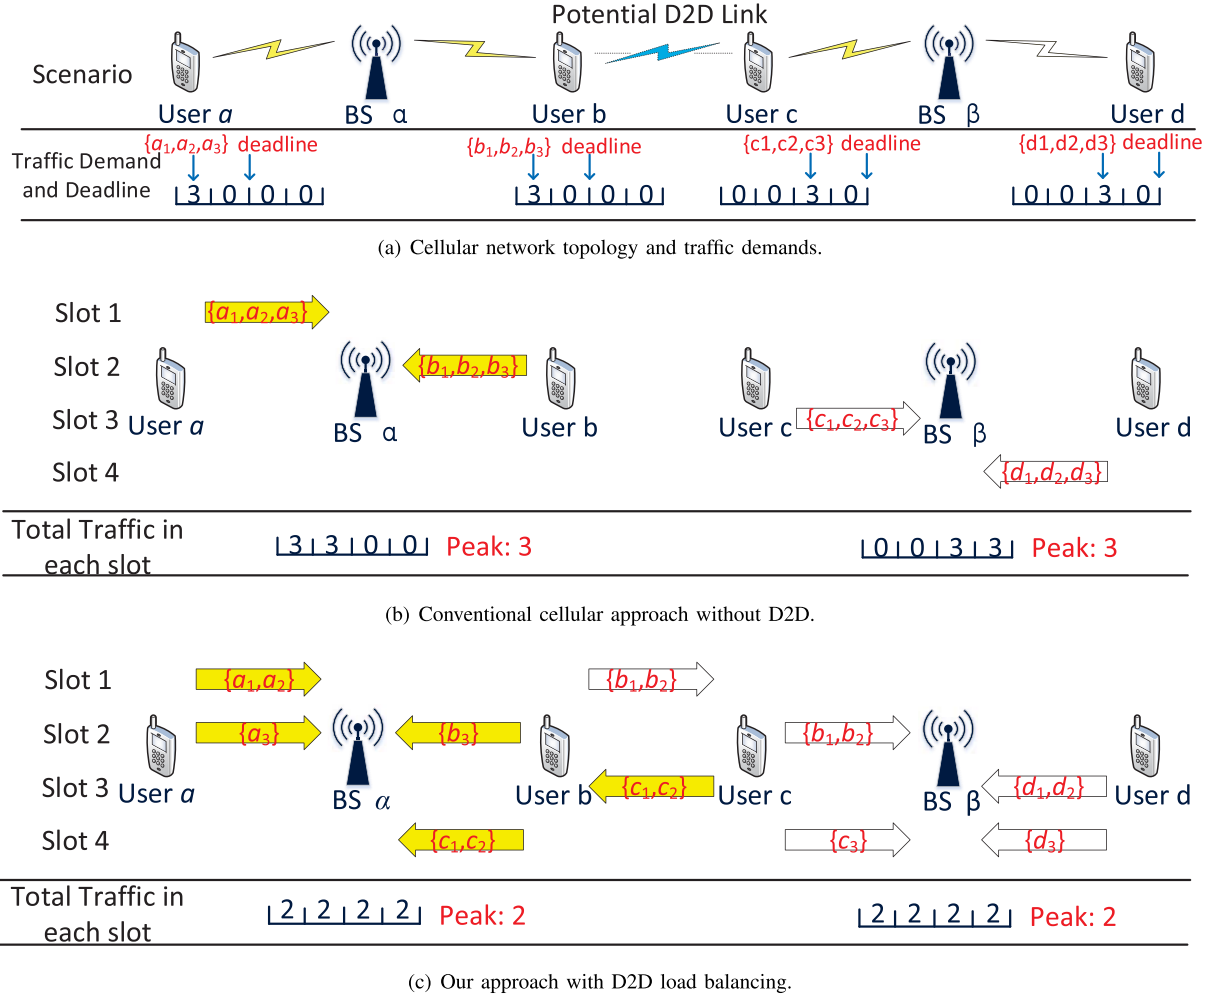 Potential D2D Link
Scenario
User a
BS α
User b
User c
BS β
User d
Traffic Demand
and Deadline
{a1,a2,a3} deadline
3 0 0 0
{b1,b2,b3} deadline
3 0 0 0
{c1,c2,c3} deadline
0 0 3 0
{d1,d2,d3} deadline
0 0 3 0
(a) Cellular network topology and traffic demands.
Slot 1
{a1,a2,a3}
Slot 2
{b1,b2,b3}
User a
BS α
User b
User c
BS β
User d
Slot 3
{c1,c2,c3}
Slot 4
{d1,d2,d3}
Total Traffic in
each slot
3 3 0 0
Peak: 3
0 0 3 3
Peak: 3
(b) Conventional cellular approach without D2D.
Slot 1
{a1,a2}
{b1,b2}
Slot 2
{a3}
{b3}
{b1,b2}
Slot 3
User a
BS α
User b
{c1,c2}
User c
BS β
{d1,d2}
User d
Slot 4
{c1,c2}
{c3}
{d3}
Total Traffic in
each slot
2 2 2 2
Peak: 2
2 2 2 2
Peak: 2
(c) Our approach with D2D load balancing.